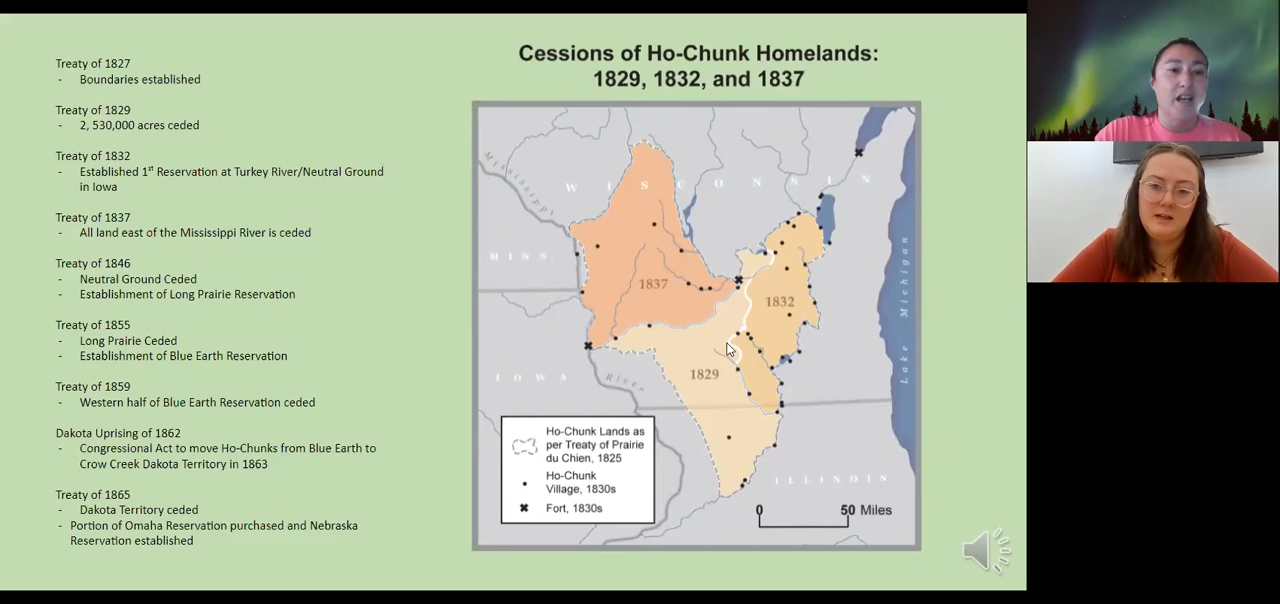 Treaty of 1827
- Boundaries established
Treaty of 1829
- 2, 530,000 acres ceded
Treaty of 1832
- Established 1st Reservation at Turkey River/Neutral Ground
in Iowa
Treaty of 1837
- All land east of the Mississippi River is ceded
Treaty of 1846
- Neutral Ground Ceded
- Establishment of Long Prairie Reservation
Treaty of 1855
- Long Prairie Ceded
- Establishment of Blue Earth Reservation
Treaty of 1859
- Western half of Blue Earth Reservation ceded
Dakota Uprising of 1862
- Congressional Act to move Ho-Chunks from Blue Earth to
Crow Creek Dakota Territory in 1863
Treaty of 1865
- Dakota Territory ceded
- Portion of Omaha Reservation purchased and Nebraska
Reservation established
Cessions of Ho-Chunk Homelands:
1829, 1832, and 1837
Mississippi
WISCONSIN
MINN.
1837
1832
Lake Michigan
IOWA
River
1829
ILLINOIS
Ho-Chunk Lands as
per Treaty of Prairie
du Chien, 1825
Ho-Chunk
Village, 1830s
Fort, 1830s
0 50 Miles